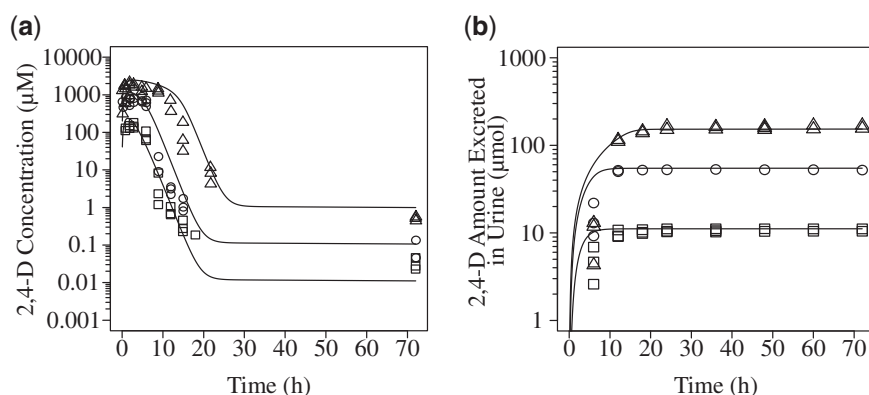 (a)
2,4-D Concentration (μM)
10000
1000
100
10
1
0.1
0.01
0.001
0 10 20 30 40 50 60 70
Time (h)
(b)
2,4-D Amount Excreted
in Urine (μmol)
1000
100
10
1
0 10 20 30 40 50 60 70
Time (h)